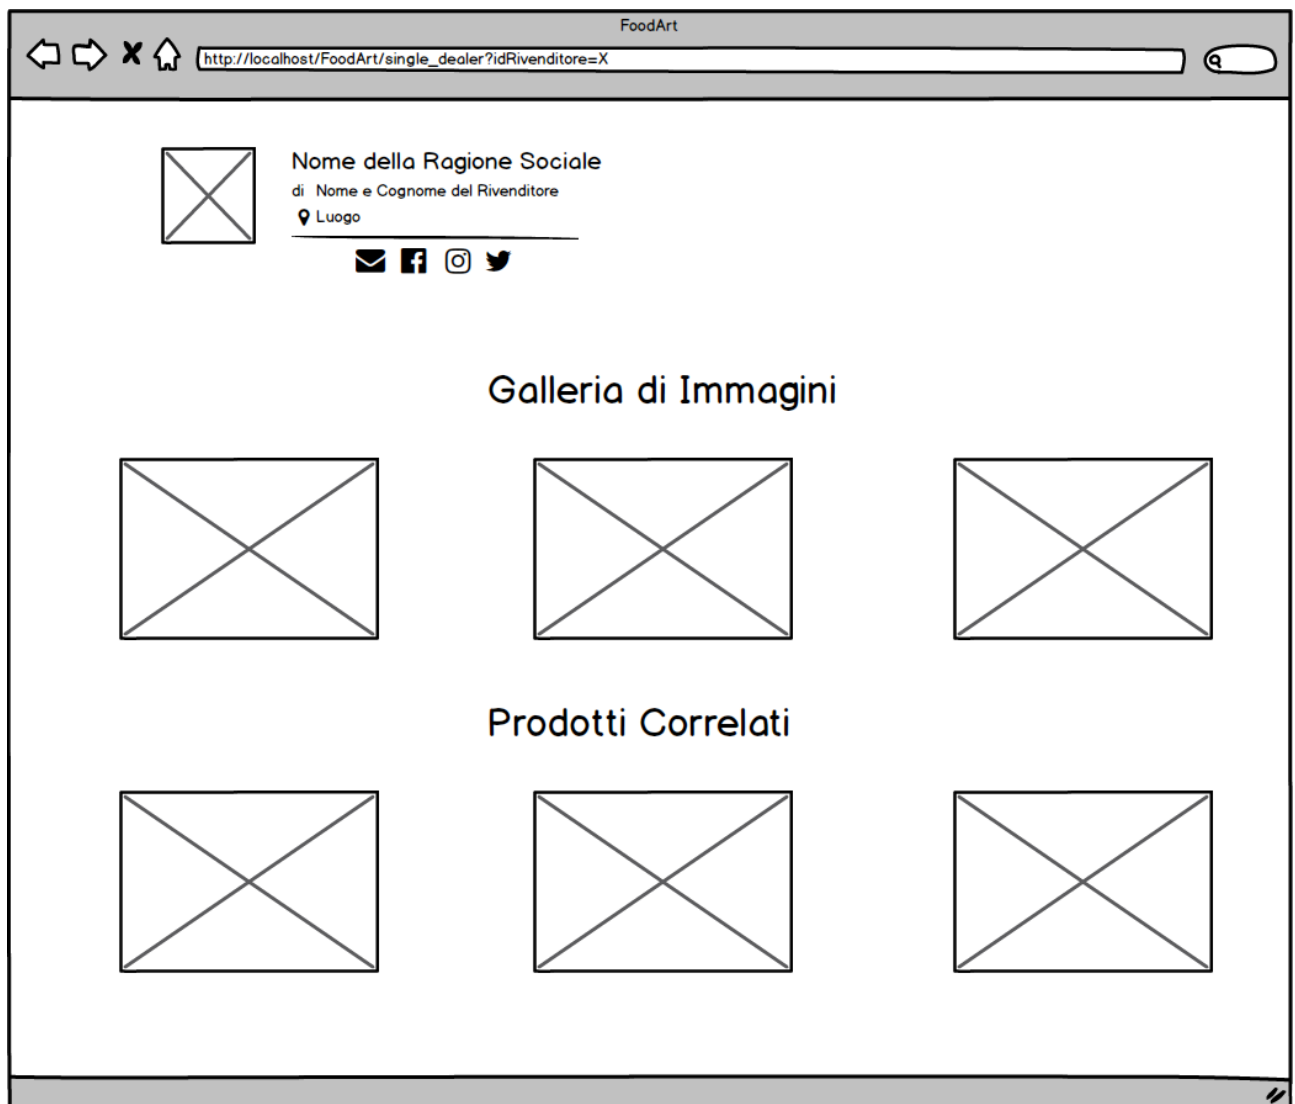 FoodArt
http://localhost/FoodArt/single_dealer?idRivenditore=X
Nome della Ragione Sociale
di Nome e Cognome del Rivenditore
Luogo
Galleria di Immagini
Prodotti Correlati